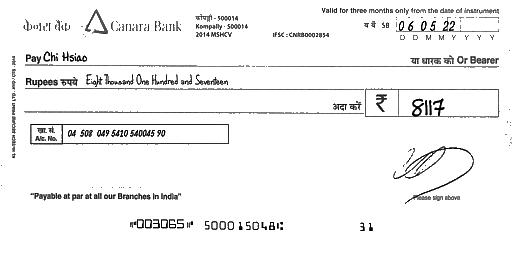 Valid for three months only from the date of instrument
केनरा बैंक Canara Bank
कोंपल्ली - 500014
Kompally - 500014
2014 MSHCV
IFSC : CNRB0002854
SB 06 05 22
D D M M Y Y Y Y
Pay Chi Hsiao
या धारक को Or Bearer
Rupees रुपये Eight Thousand One Hundred and Seventeen
अदा करें ₹ 8117
खा. सं.
A/c. No. 04 508 049 5410 540045 90
Please sign above
"Payable at par at all our Branches in India"
⑈003065⑈ 500015048⑆ 31